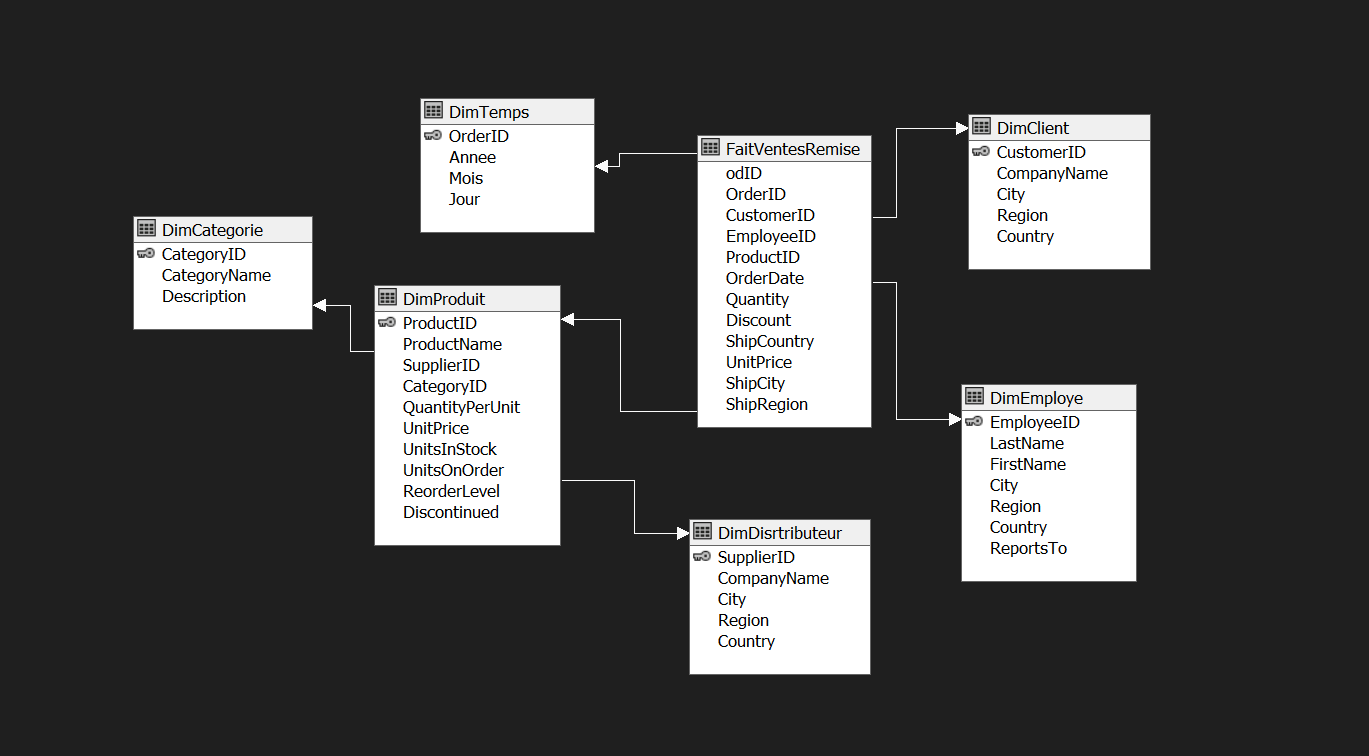 DimTemps
OrderID
Annee
Mois
Jour
FaitVentesRemise
odID
OrderID
CustomerID
EmployeeID
ProductID
OrderDate
Quantity
Discount
ShipCountry
UnitPrice
ShipCity
ShipRegion
DimClient
CustomerID
CompanyName
City
Region
Country
DimCategorie
CategoryID
CategoryName
Description
DimProduit
ProductID
ProductName
SupplierID
CategoryID
QuantityPerUnit
UnitPrice
UnitsInStock
UnitsOnOrder
ReorderLevel
Discontinued
DimEmploye
EmployeeID
LastName
FirstName
City
Region
Country
ReportsTo
DimDisrtributeur
SupplierID
CompanyName
City
Region
Country